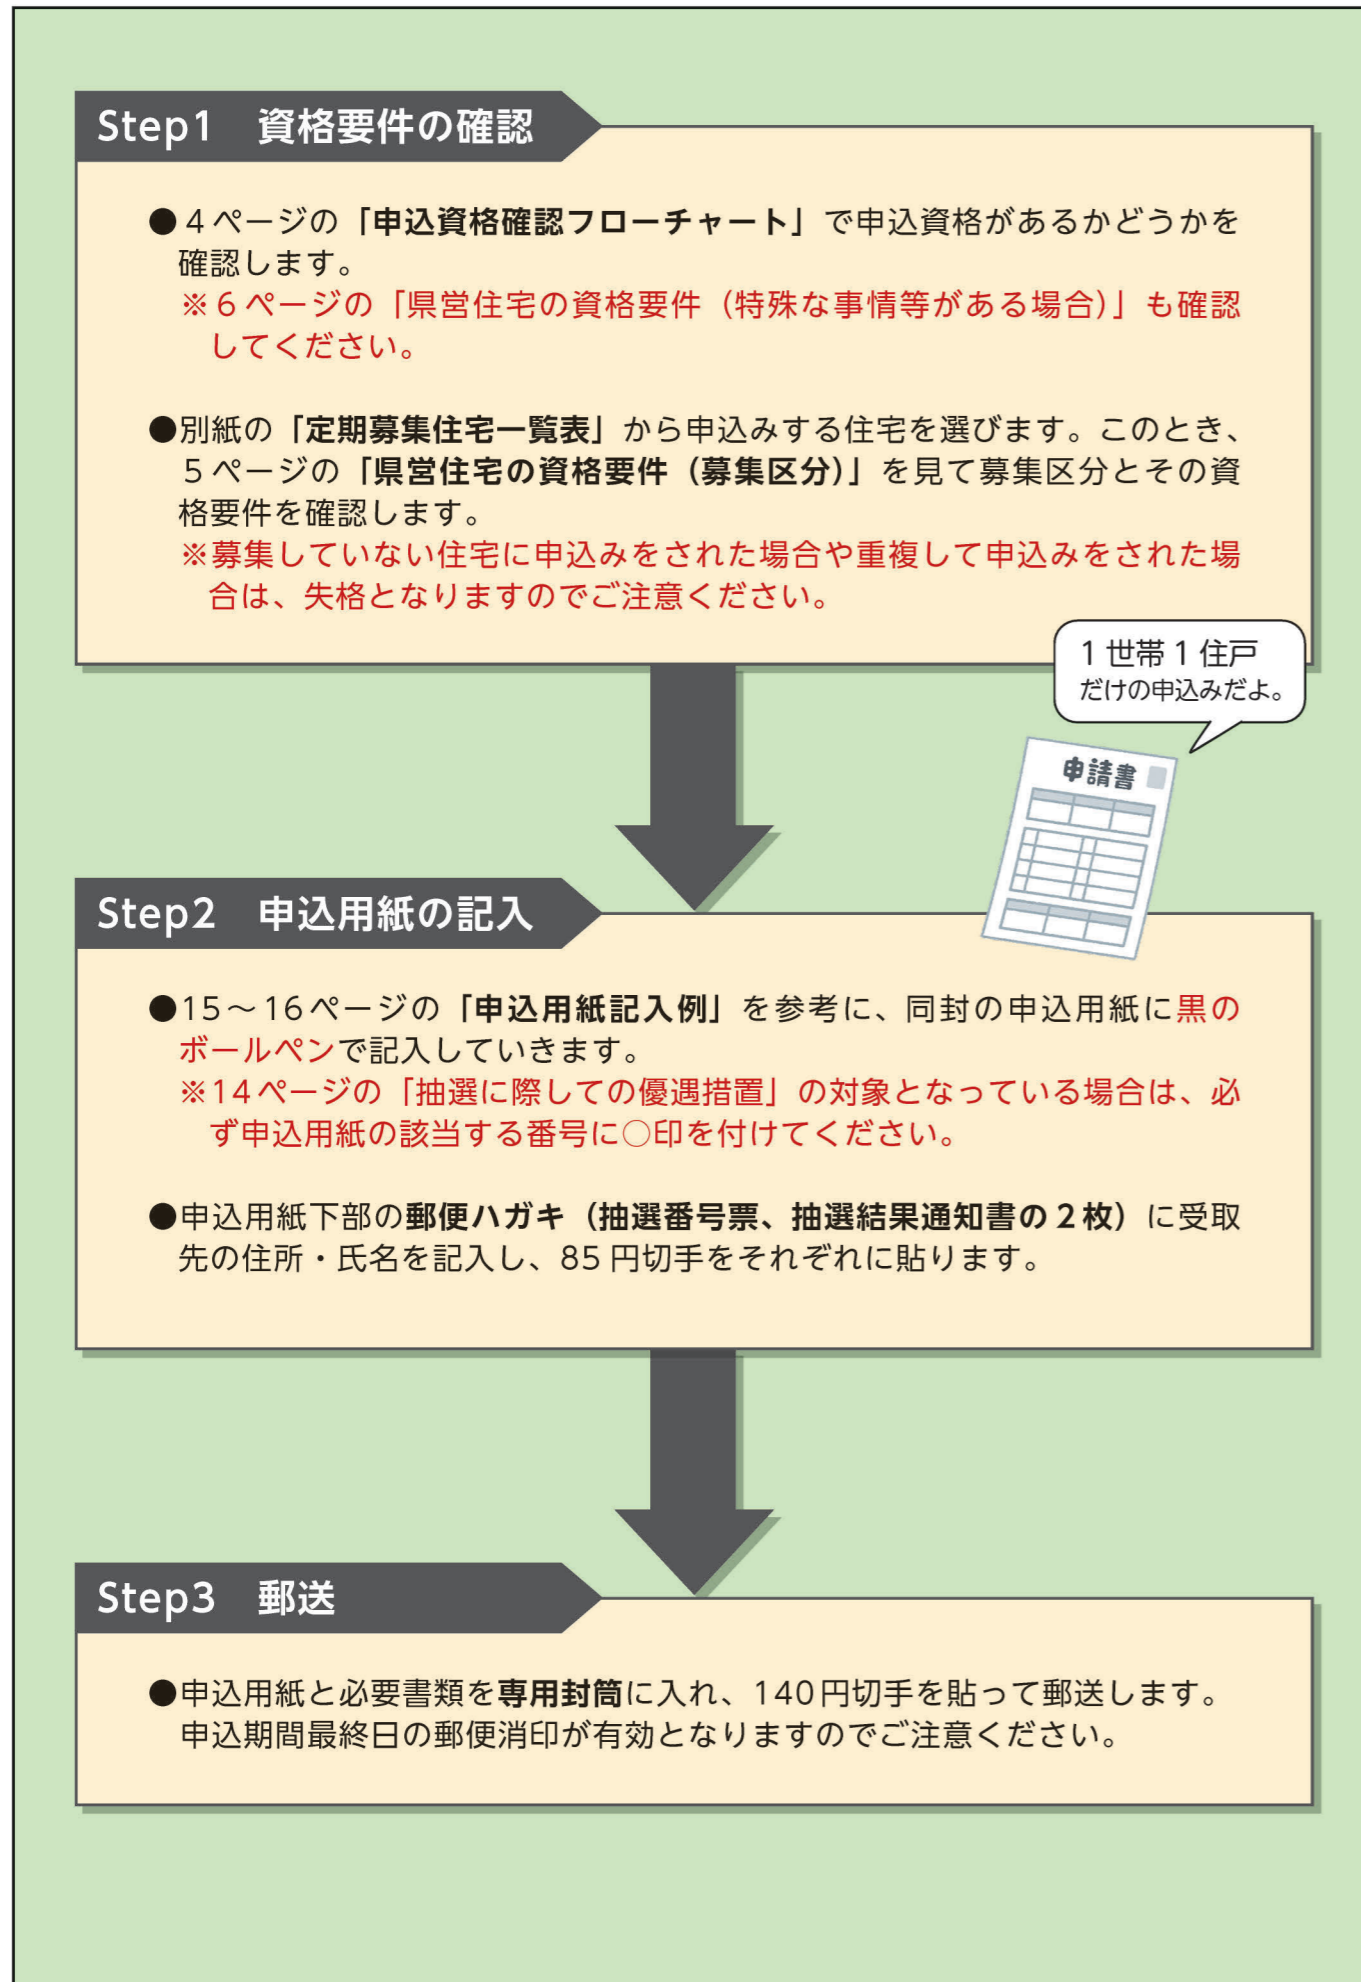 Step1　資格要件の確認
●４ページの「申込資格確認フローチャート」で申込資格があるかどうかを
確認します。
※６ページの「県営住宅の資格要件（特殊な事情等がある場合）」も確認
してください。
●別紙の「定期募集住宅一覧表」から申込みする住宅を選びます。このとき、
５ページの「県営住宅の資格要件（募集区分）」を見て募集区分とその資
格要件を確認します。
※募集していない住宅に申込みをされた場合や重複して申込みをされた場
合は、失格となりますのでご注意ください。
1世帯1住戸
だけの申込みだよ。
申請書
Step2　申込用紙の記入
●15～16ページの「申込用紙記入例」を参考に、同封の申込用紙に黒の
ボールペンで記入していきます。
※14ページの「抽選に際しての優遇措置」の対象となっている場合は、必
ず申込用紙の該当する番号に○印を付けてください。
●申込用紙下部の郵便ハガキ（抽選番号票、抽選結果通知書の２枚）に受取
先の住所・氏名を記入し、85円切手をそれぞれに貼ります。
Step3　郵送
●申込用紙と必要書類を専用封筒に入れ、140円切手を貼って郵送します。
申込期間最終日の郵便消印が有効となりますのでご注意ください。